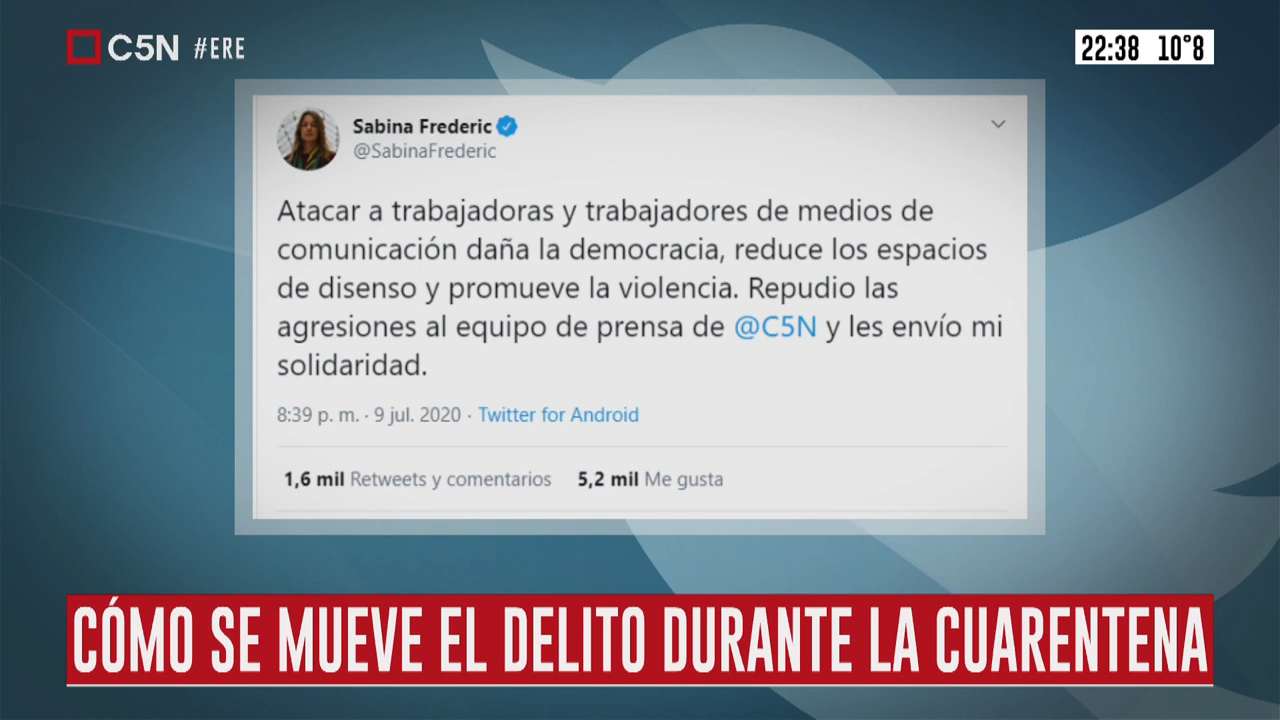 C5N #ERE
22:38 10°8
Sabina Frederic
@SabinaFrederic
Atacar a trabajadoras y trabajadores de medios de
comunicación daña la democracia, reduce los espacios
de disenso y promueve la violencia. Repudio las
agresiones al equipo de prensa de @C5N y les envío mi
solidaridad.
8:39 p. m. · 9 jul. 2020 · Twitter for Android
1,6 mil Retweets y comentarios 5,2 mil Me gusta
CÓMO SE MUEVE EL DELITO DURANTE LA CUARENTENA